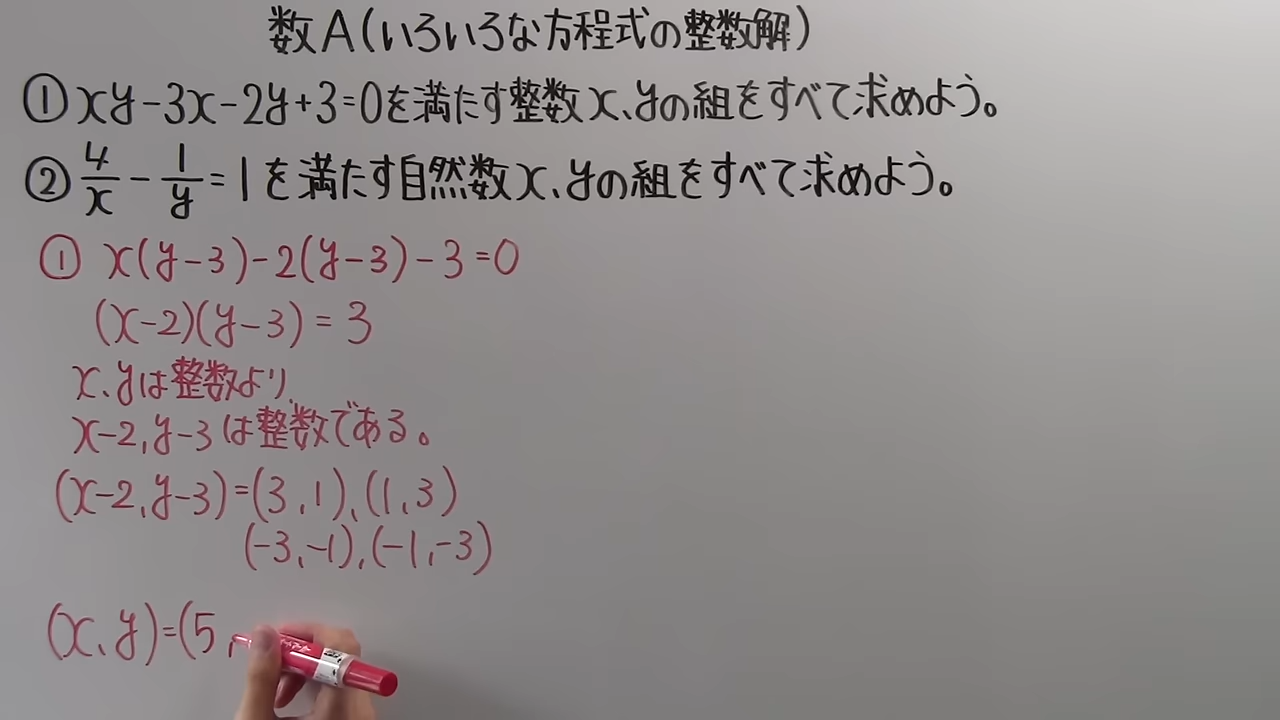 数A(いろいろな方程式の整数解)
① xy-3x-2y+3=0を満たす整数x、yの組をすべて求めよう。
② 4/x - 1/y = 1 を満たす自然数x、yの組をすべて求めよう。
① x(y-3)-2(y-3)-3=0
(x-2)(y-3)=3
x、yは整数より、
x-2,y-3は整数である。
(x-2,y-3)=(3,1),(1,3)
(-3,-1),(-1,-3)
(x、y)=(5,